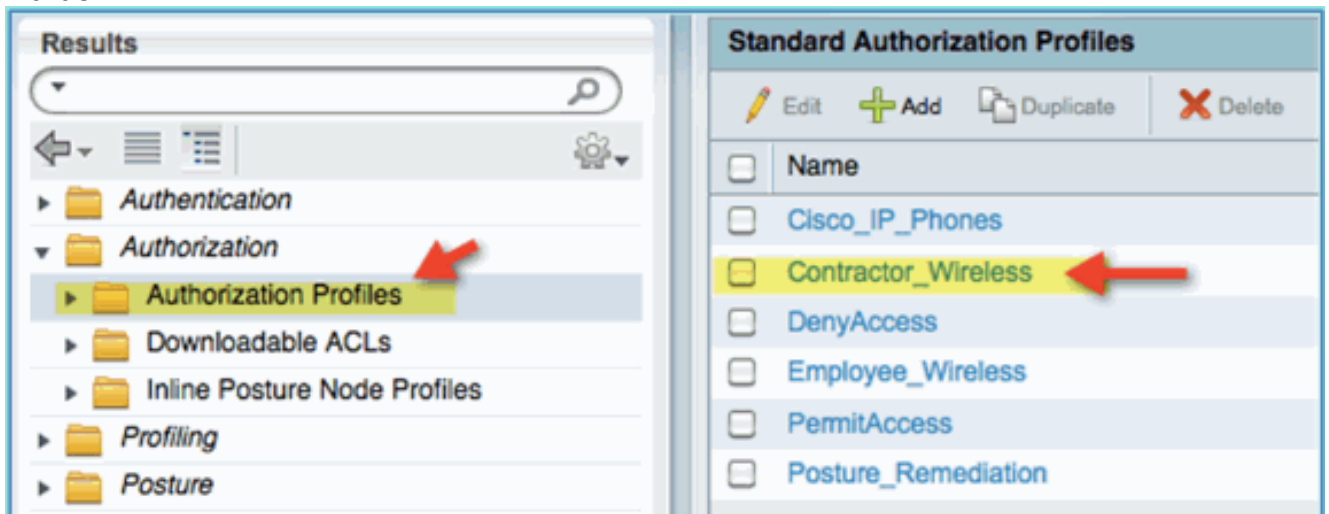 Results
Authentication
Authorization
Authorization Profiles
Downloadable ACLs
Inline Posture Node Profiles
Profiling
Posture
Standard Authorization Profiles
Edit Add Duplicate Delete
Name
Cisco_IP_Phones
Contractor_Wireless
DenyAccess
Employee_Wireless
PermitAccess
Posture_Remediation